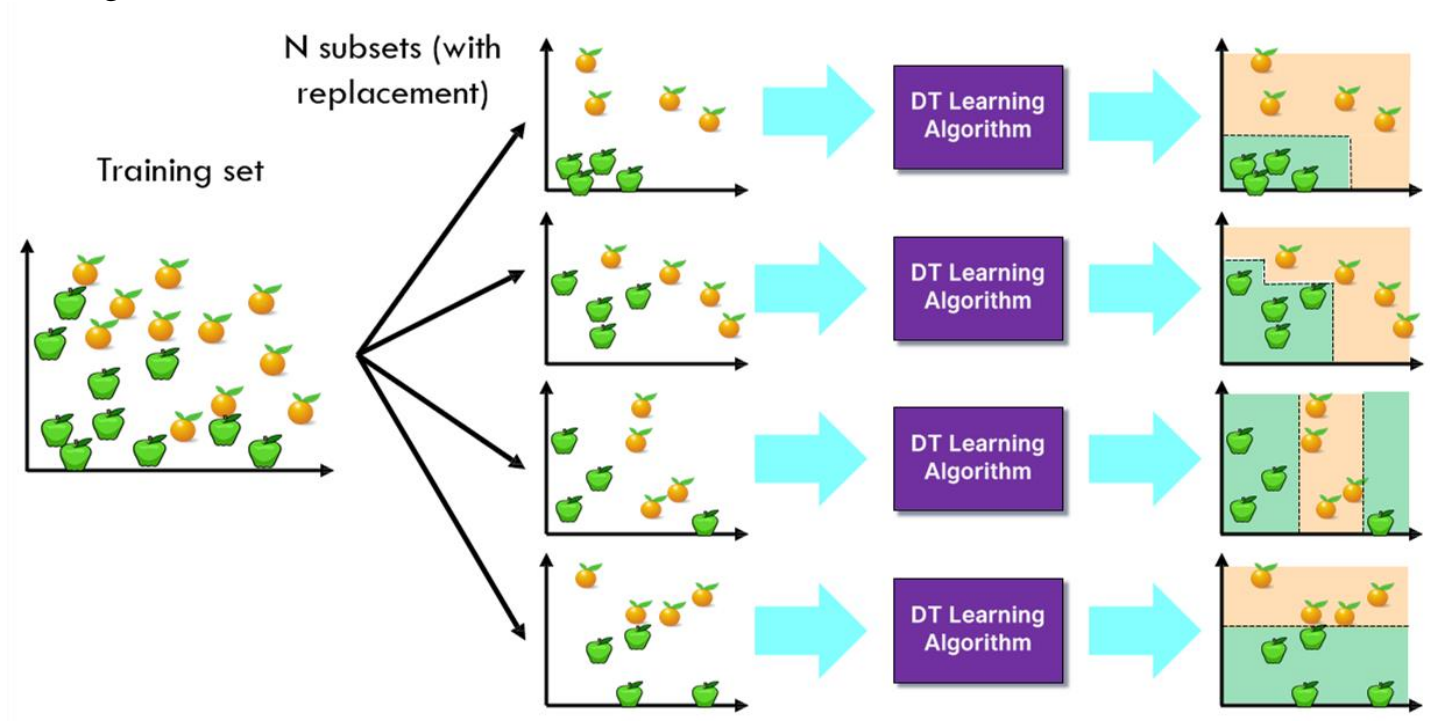 N subsets (with
replacement)
Training set
DT Learning
Algorithm
DT Learning
Algorithm
DT Learning
Algorithm
DT Learning
Algorithm